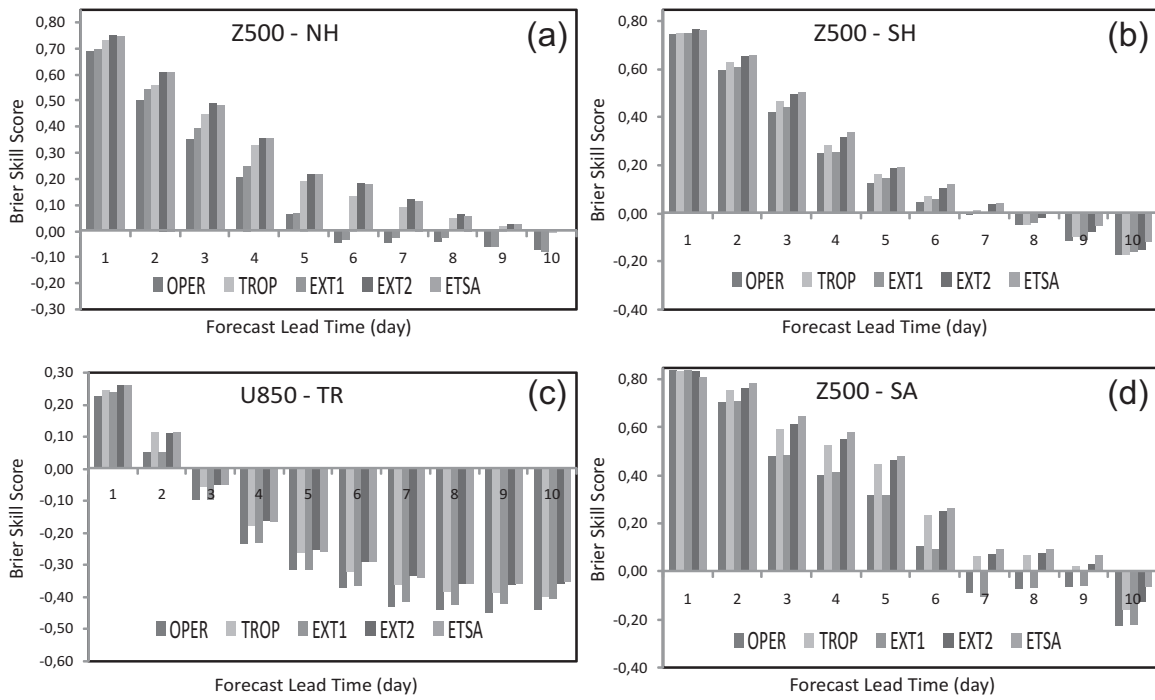 Z500 - NH
(a)
Brier Skill Score
0,80
0,70
0,60
0,50
0,40
0,30
0,20
0,10
0,00
-0,10
-0,20
-0,30
1 2 3 4 5 6 7 8 9 10
OPER TROP EXT1 EXT2 ETSA
Forecast Lead Time (day)
Z500 - SH
(b)
Brier Skill Score
0,80
0,60
0,40
0,20
0,00
-0,20
-0,40
1 2 3 4 5 6 7 8 9 10
OPER TROP EXT1 EXT2 ETSA
Forecast Lead Time (day)
U850 - TR
(c)
Brier Skill Score
0,30
0,20
0,10
0,00
-0,10
-0,20
-0,30
-0,40
-0,50
-0,60
1 2 3 4 5 6 7 8 9 10
OPER TROP EXT1 EXT2 ETSA
Forecast Lead Time (day)
Z500 - SA
(d)
Brier Skill Score
0,80
0,60
0,40
0,20
0,00
-0,20
-0,40
1 2 3 4 5 6 7 8 9 10
OPER TROP EXT1 EXT2 ETSA
Forecast Lead Time (day)